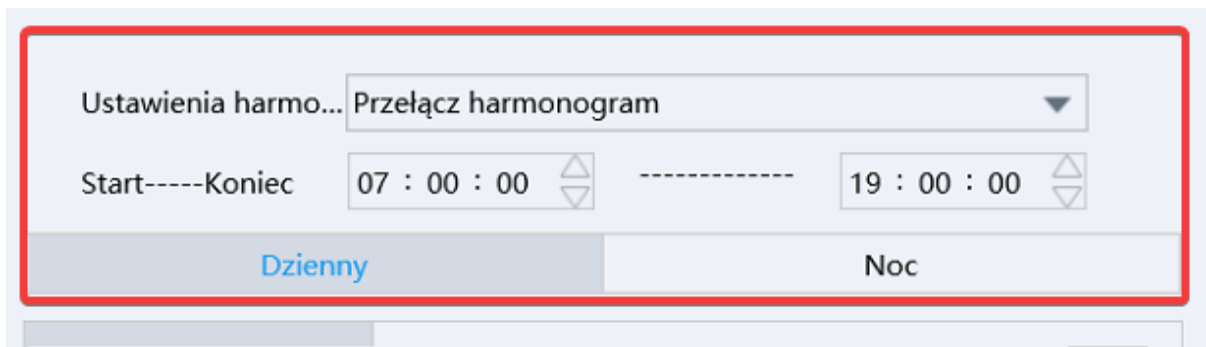 Ustawienia harmo... Przełącz harmonogram
Start-----Koniec 07 : 00 : 00 ------------- 19 : 00 : 00
Dzienny Noc